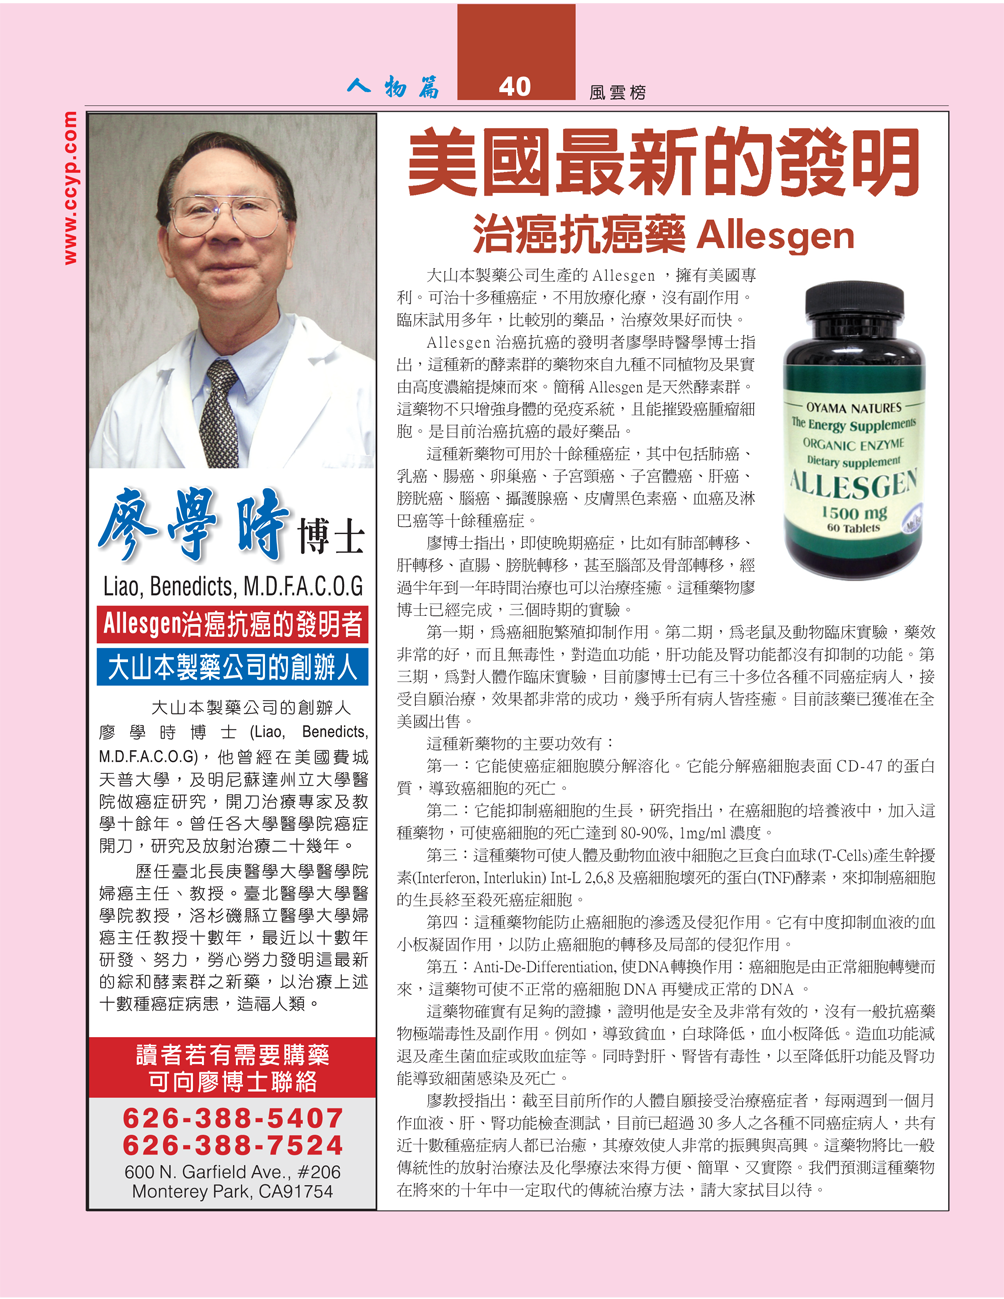 人物篇
40
風雲榜
www.ccyp.com
廖學時博士
Liao, Benedicts, M.D.F.A.C.O.G
Allesgen治癌抗癌的發明者
大山本製藥公司的創辦人
大山本製藥公司的創辦人
廖學時博士(Liao, Benedicts,
M.D.F.A.C.O.G)，他曾經在美國費城
天普大學，及明尼蘇達州立大學醫
院做癌症研究，開刀治療專家及教
學十餘年。曾任各大學醫學院癌症
開刀，研究及放射治療二十幾年。
歷任臺北長庚醫學大學醫學院
婦癌主任、教授。臺北醫學大學醫
學院教授，洛杉磯縣立醫學大學婦
癌主任教授十數年，最近以十數年
研發、努力，勞心勞力發明這最新
的綜和酵素群之新藥，以治療上述
十數種癌症病患，造福人類。
讀者若有需要購藥
可向廖博士聯絡
626-388-5407
626-388-7524
600 N. Garfield Ave., #206
Monterey Park, CA91754
美國最新的發明
治癌抗癌藥 Allesgen
大山本製藥公司生產的 Allesgen ，擁有美國專
利。可治十多種癌症，不用放療化療，沒有副作用。
臨床試用多年，比較別的藥品，治療效果好而快。
Allesgen 治癌抗癌的發明者廖學時醫學博士指
出，這種新的酵素群的藥物來自九種不同植物及果實
由高度濃縮提煉而來。簡稱 Allesgen 是天然酵素群。
這藥物不只增強身體的免疫系統，且能摧毀癌腫瘤細
胞。是目前治癌抗癌的最好藥品。
這種新藥物可用於十餘種癌症，其中包括肺癌、
乳癌、腸癌、卵巢癌、子宮頸癌、子宮體癌、肝癌、
膀胱癌、腦癌、攝護腺癌、皮膚黑色素癌、血癌及淋
巴癌等十餘種癌症。
廖博士指出，即使晚期癌症，比如有肺部轉移、
肝轉移、直腸、膀胱轉移，甚至腦部及骨部轉移，經
過半年到一年時間治療也可以治療痊癒。這種藥物廖
博士已經完成，三個時期的實驗。
第一期，爲癌細胞繁殖抑制作用。第二期，爲老鼠及動物臨床實驗，藥效
非常的好，而且無毒性，對造血功能，肝功能及腎功能都沒有抑制的功能。第
三期，爲對人體作臨床實驗，目前廖博士已有三十多位各種不同癌症病人，接
受自願治療，效果都非常的成功，幾乎所有病人皆痊癒。目前該藥已獲准在全
美國出售。
這種新藥物的主要功效有：
第一：它能使癌症細胞膜分解溶化。它能分解癌細胞表面 CD-47 的蛋白
質，導致癌細胞的死亡。
第二：它能抑制癌細胞的生長，研究指出，在癌細胞的培養液中，加入這
種藥物，可使癌細胞的死亡達到 80-90%, 1mg/ml 濃度。
第三：這種藥物可使人體及動物血液中細胞之巨食白血球(T-Cells)產生幹擾
素(Interferon, Interlukin) Int-L 2,6,8 及癌細胞壞死的蛋白(TNF)酵素，來抑制癌細胞
的生長終至殺死癌症細胞。
第四：這種藥物能防止癌細胞的滲透及侵犯作用。它有中度抑制血液的血
小板凝固作用，以防止癌細胞的轉移及局部的侵犯作用。
第五：Anti-De-Differentiation, 使DNA轉換作用：癌細胞是由正常細胞轉變而
來，這藥物可使不正常的癌細胞 DNA 再變成正常的 DNA 。
這藥物確實有足夠的證據，證明他是安全及非常有效的，沒有一般抗癌藥
物極端毒性及副作用。例如，導致貧血，白球降低，血小板降低。造血功能減
退及產生菌血症或敗血症等。同時對肝、腎皆有毒性，以至降低肝功能及腎功
能導致細菌感染及死亡。
廖教授指出：截至目前所作的人體自願接受治療癌症者，每兩週到一個月
作血液、肝、腎功能檢查測試，目前已超過 30 多人之各種不同癌症病人，共有
近十數種癌症病人都已治癒，其療效使人非常的振興與高興。這藥物將比一般
傳統性的放射治療法及化學療法來得方便、簡單、又實際。我們預測這種藥物
在將來的十年中一定取代的傳統治療方法，請大家拭目以待。
OYAMA NATURES
The Energy Supplements
ORGANIC ENZYME
Dietary supplement
ALLESGEN
1500 mg
60 Tablets